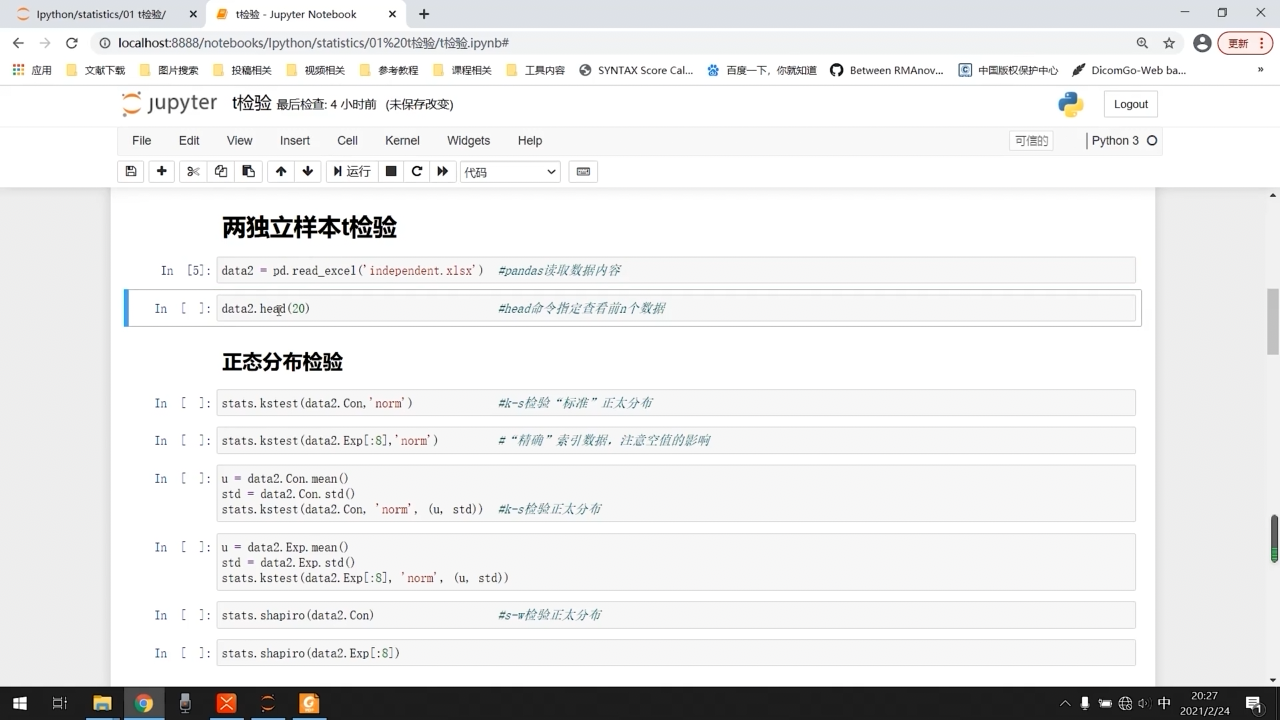 Ipython/statistics/01 t检验/
t检验 - Jupyter Notebook
localhost:8888/notebooks/Ipython/statistics/01%20t检验/t检验.ipynb#
更新
应用 文献下载 图片搜索 投稿相关 视频相关 参考教程 课程相关 工具内容 SYNTAX Score Cal... 百度一下，你就知道 Between RMAnov... 中国版权保护中心 DicomGo-Web ba... »
jupyter t检验 最后检查: 4 小时前 (未保存改变) Logout
File Edit View Insert Cell Kernel Widgets Help 可信的 Python 3
运行 代码
两独立样本t检验
In [5]: data2 = pd.read_excel('independent.xlsx') #pandas读取数据内容
In [ ]: data2.head(20) #head命令指定查看前n个数据
正态分布检验
In [ ]: stats.kstest(data2.Con,'norm') #k-s检验“标准”正太分布
In [ ]: stats.kstest(data2.Exp[:8],'norm') #“精确”索引数据，注意空值的影响
In [ ]: u = data2.Con.mean()
std = data2.Con.std()
stats.kstest(data2.Con, 'norm', (u, std)) #k-s检验正太分布
In [ ]: u = data2.Exp.mean()
std = data2.Exp.std()
stats.kstest(data2.Exp[:8], 'norm', (u, std))
In [ ]: stats.shapiro(data2.Con) #s-w检验正太分布
In [ ]: stats.shapiro(data2.Exp[:8])
中
20:27
2021/2/24
1